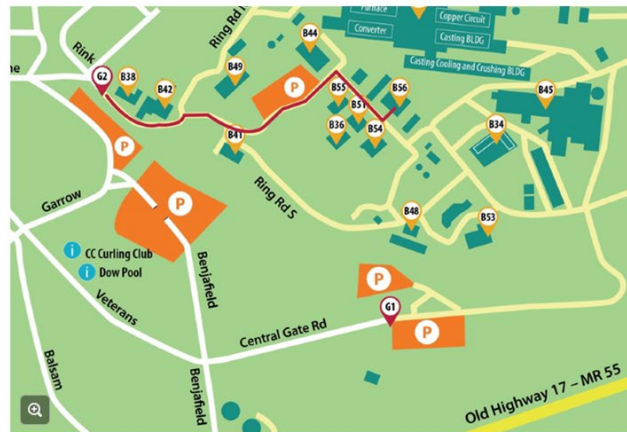 Furnace
Converter
Copper Circuit
Casting BLDG
Casting Cooling and Crushing BLDG
Rink
Ring Rd N
G2
B38
B42
B49
B44
P
B55
B51
B56
B36
B54
B45
B34
B41
P
Ring Rd S
Garrow
P
B48
B53
i CC Curling Club
i Dow Pool
Benjafield
Veterans
P
G1
P
Central Gate Rd
Balsam
Benjafield
Old Highway 17 – MR 55